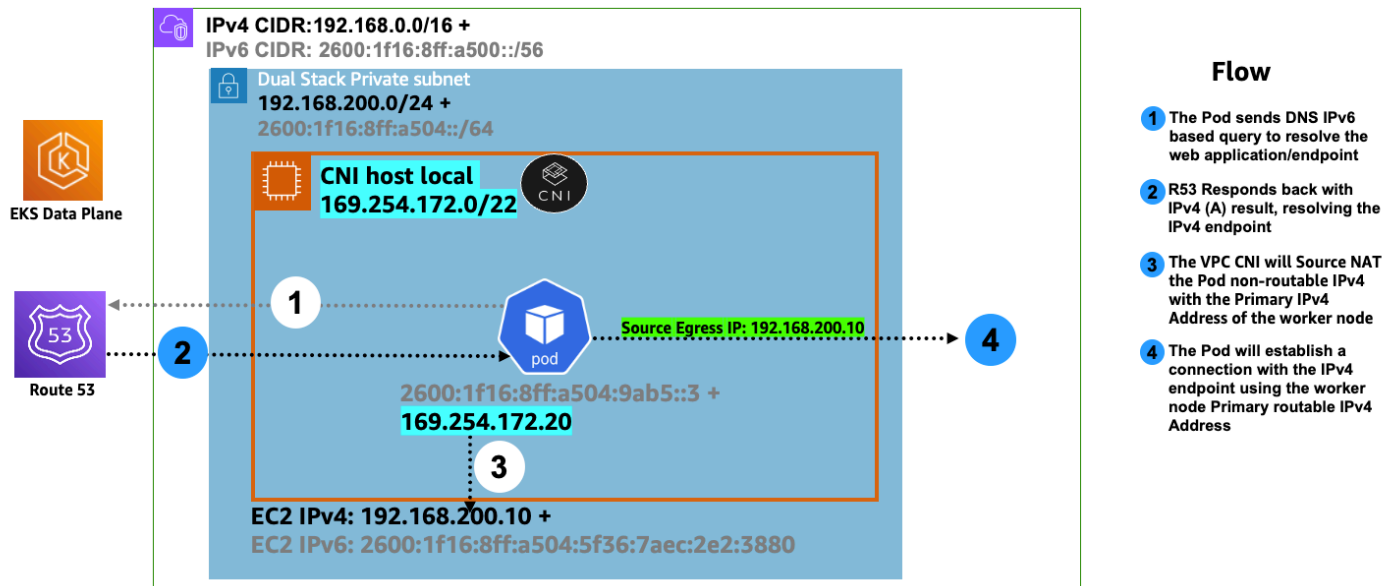 IPv4 CIDR:192.168.0.0/16 +
IPv6 CIDR: 2600:1f16:8ff:a500::/56
Dual Stack Private subnet
192.168.200.0/24 +
2600:1f16:8ff:a504::/64
CNI host local
169.254.172.0/22
CNI
EKS Data Plane
1
53
Route 53
2
pod
Source Egress IP: 192.168.200.10
4
2600:1f16:8ff:a504:9ab5::3 +
169.254.172.20
3
EC2 IPv4: 192.168.200.10 +
EC2 IPv6: 2600:1f16:8ff:a504:5f36:7aec:2e2:3880
Flow
1 The Pod sends DNS IPv6
based query to resolve the
web application/endpoint
2 R53 Responds back with
IPv4 (A) result, resolving the
IPv4 endpoint
3 The VPC CNI will Source NAT
the Pod non-routable IPv4
with the Primary IPv4
Address of the worker node
4 The Pod will establish a
connection with the IPv4
endpoint using the worker
node Primary routable IPv4
Address